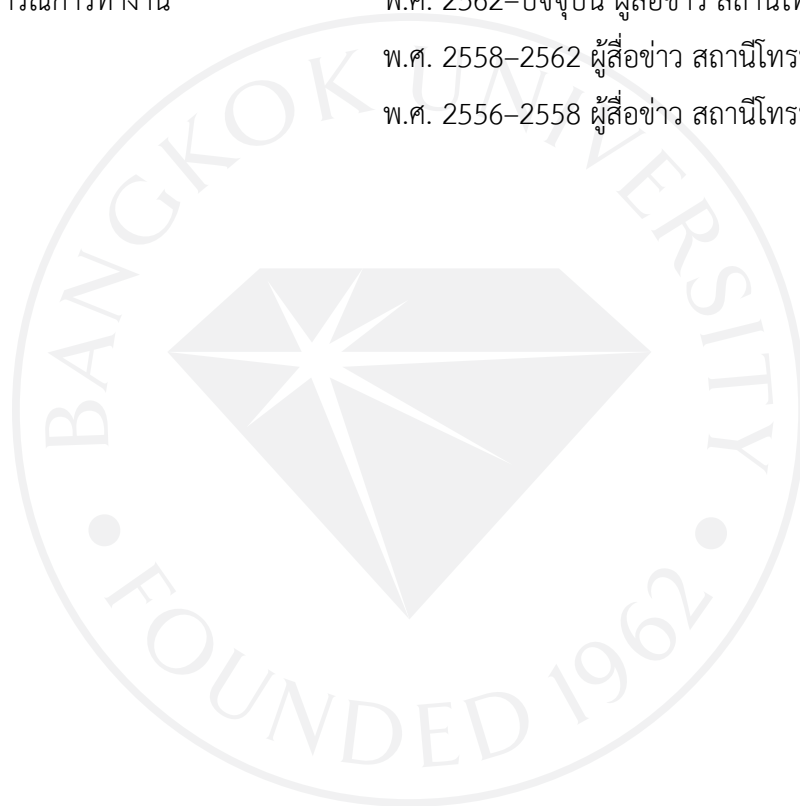 พ.ศ. 2562–ปัจจุบัน ผู้สื่อข่าว
พ.ศ. 2558–2562 ผู้สื่อข่าว สถานีโทร
พ.ศ. 2556–2558 ผู้สื่อข่าว สถานีโทร
BANGKOK UNIVERSITY
FOUNDED 1962